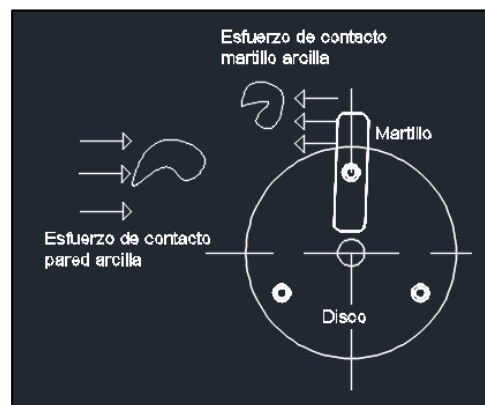 Esfuerzo de contacto
martillo arcilla
Martillo
Esfuerzo de contacto
pared arcilla
Disco